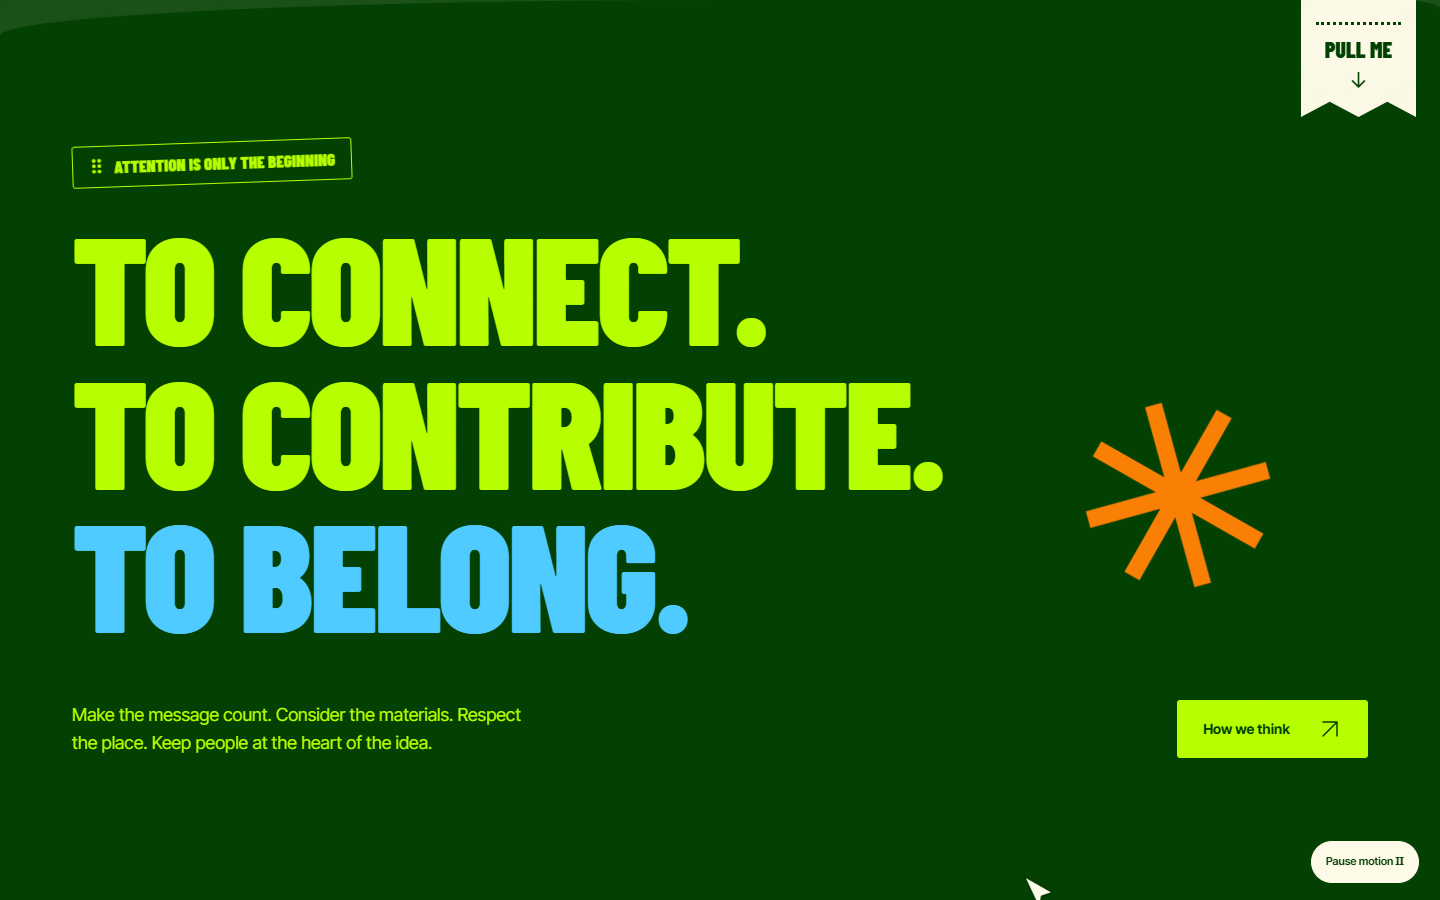 PULL ME
ATTENTION IS ONLY THE BEGINNING
TO CONNECT.
TO CONTRIBUTE.
TO BELONG.
Make the message count. Consider the materials. Respect
the place. Keep people at the heart of the idea.
How we think
Pause motion